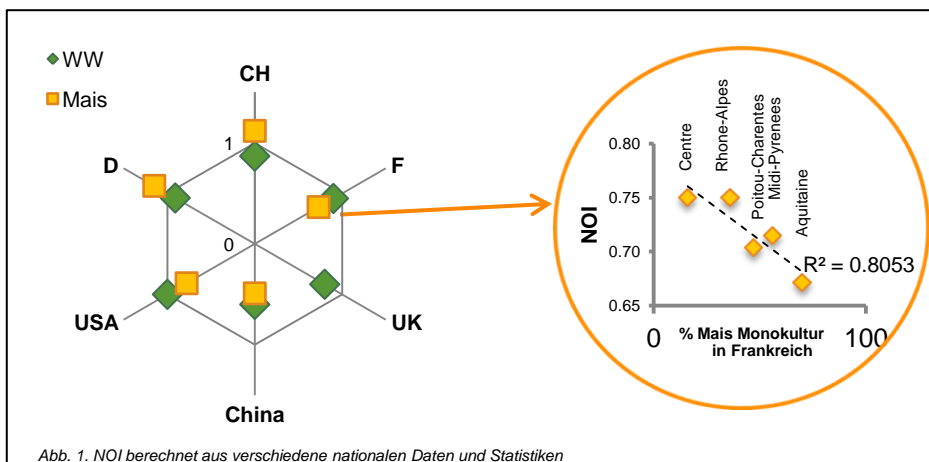 WW
Mais
CH
F
UK
China
USA
D
1
0
NOI
0.80
0.75
0.70
0.65
Centre
Rhone-Alpes
Poitou-Charentes
Midi-Pyrenees
Aquitaine
R² = 0.8053
0
% Mais Monokultur
in Frankreich
100
Abb. 1. NOI berechnet aus verschiedene nationalen Daten und Statistiken